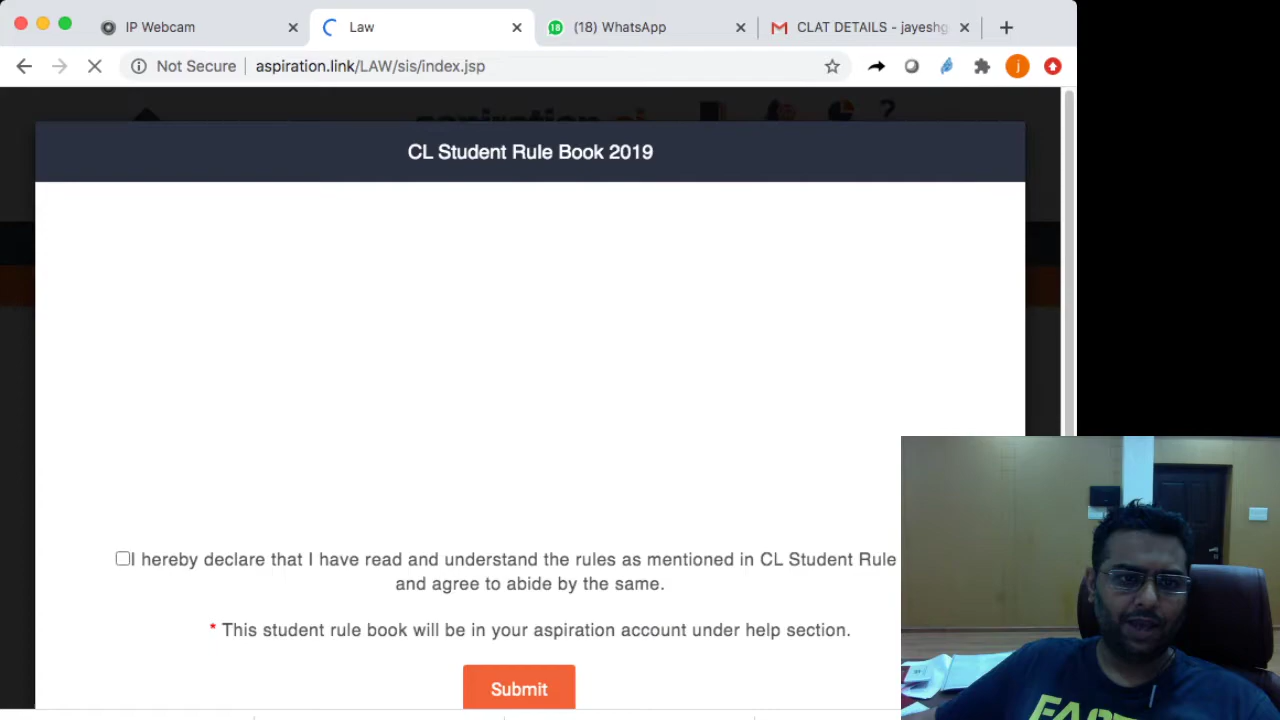 IP Webcam
Law
18
(18) WhatsApp
CLAT DETAILS - jayeshg
Not Secure
aspiration.link/LAW/sis/index.jsp
j
?
CL Student Rule Book 2019
I hereby declare that I have read and understand the rules as mentioned in CL Student Rule
and agree to abide by the same.
* This student rule book will be in your aspiration account under help section.
Submit